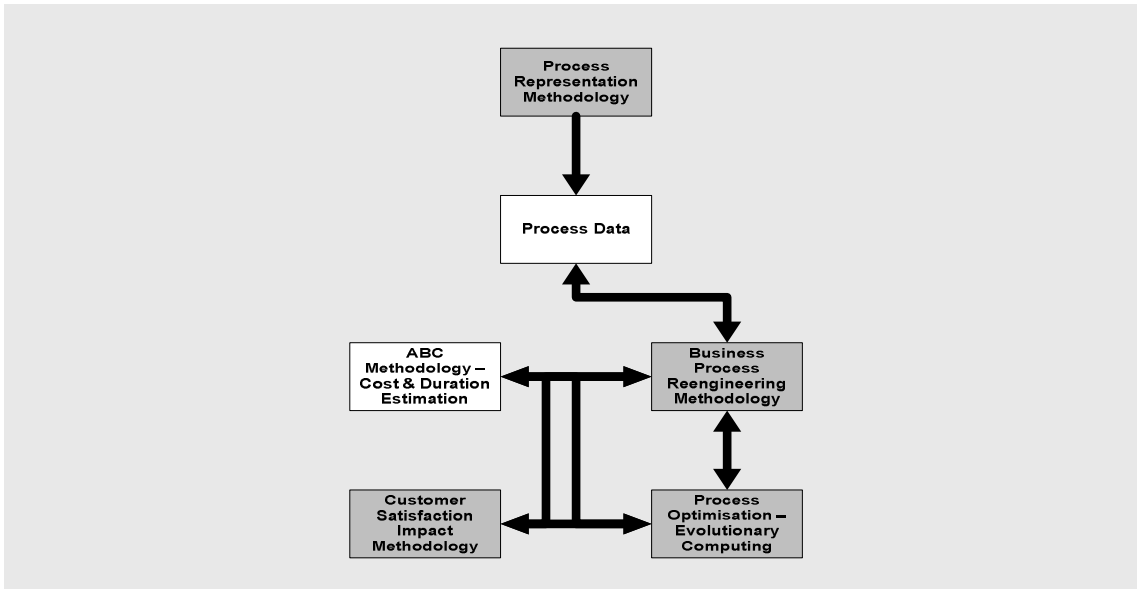 Process
Representation
Methodology
Process Data
ABC
Methodology –
Cost & Duration
Estimation
Business
Process
Reengineering
Methodology
Customer
Satisfaction
Impact
Methodology
Process
Optimisation –
Evolutionary
Computing